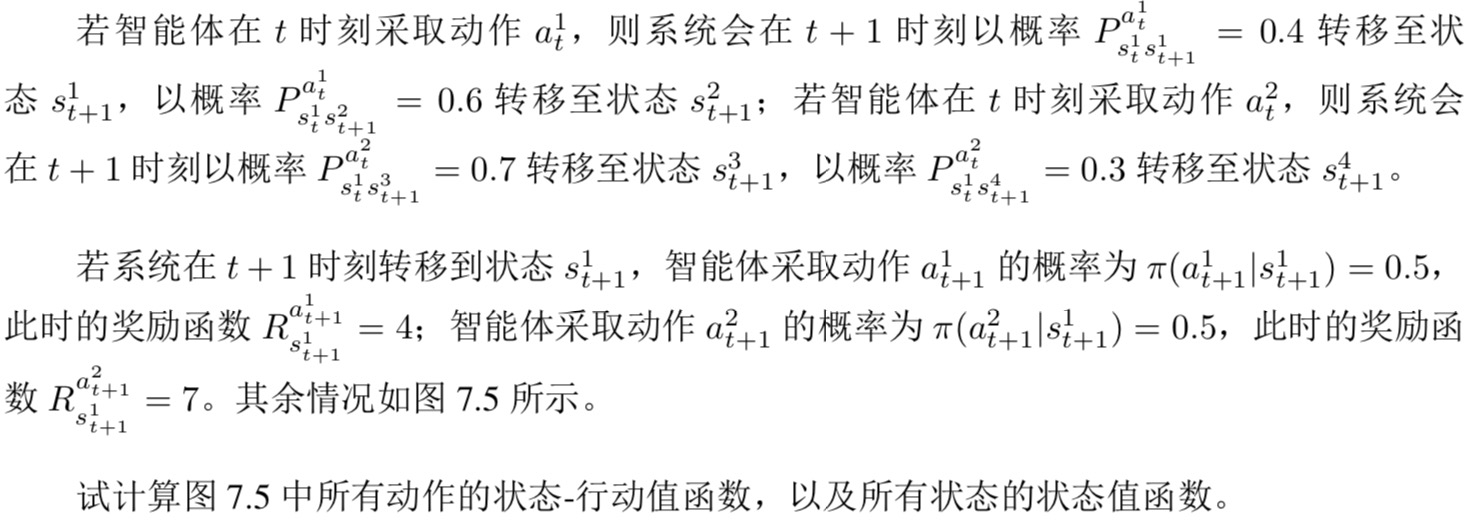 若智能体在 $t$ 时刻采取动作 $a_t^1$，则系统会在 $t+1$ 时刻以概率 $P_{s_t^1 s_{t+1}^1}^{a_t^1} = 0.4$ 转移至状
态 $s_{t+1}^1$，以概率 $P_{s_t^1 s_{t+1}^2}^{a_t^1} = 0.6$ 转移至状态 $s_{t+1}^2$；若智能体在 $t$ 时刻采取动作 $a_t^2$，则系统会
在 $t+1$ 时刻以概率 $P_{s_t^1 s_{t+1}^3}^{a_t^2} = 0.7$ 转移至状态 $s_{t+1}^3$，以概率 $P_{s_t^1 s_{t+1}^4}^{a_t^2} = 0.3$ 转移至状态 $s_{t+1}^4$。
若系统在 $t+1$ 时刻转移到状态 $s_{t+1}^1$，智能体采取动作 $a_{t+1}^1$ 的概率为 $\pi(a_{t+1}^1|s_{t+1}^1) = 0.5$，
此时的奖励函数 $R_{s_{t+1}^1}^{a_{t+1}^1} = 4$；智能体采取动作 $a_{t+1}^2$ 的概率为 $\pi(a_{t+1}^2|s_{t+1}^1) = 0.5$，此时的奖励函
数 $R_{s_{t+1}^1}^{a_{t+1}^2} = 7$。其余情况如图 7.5 所示。
试计算图 7.5 中所有动作的状态-行动值函数，以及所有状态的状态值函数。